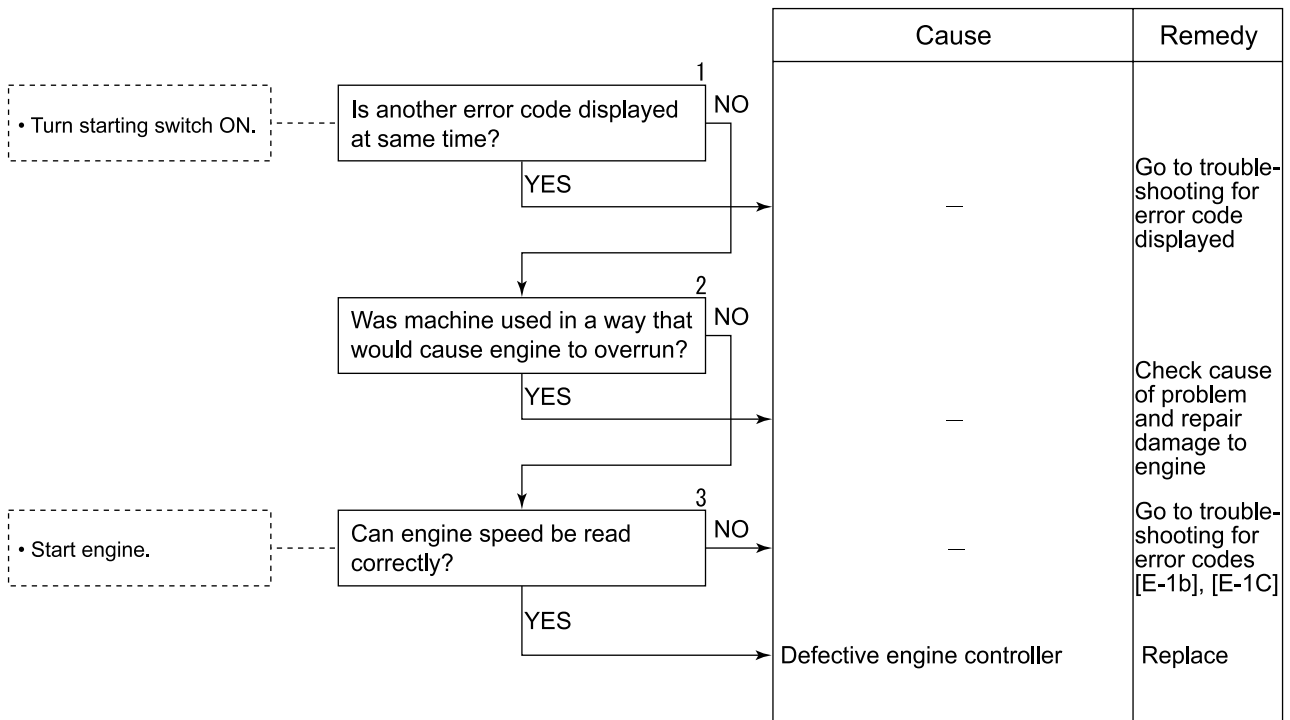 Cause
Remedy
1
• Turn starting switch ON.
Is another error code displayed
at same time?
NO
YES
—
Go to trouble-
shooting for
error code
displayed
2
Was machine used in a way that
would cause engine to overrun?
NO
YES
—
Check cause
of problem
and repair
damage to
engine
3
• Start engine.
Can engine speed be read
correctly?
NO
—
Go to trouble-
shooting for
error codes
[E-1b], [E-1C]
YES
Defective engine controller
Replace